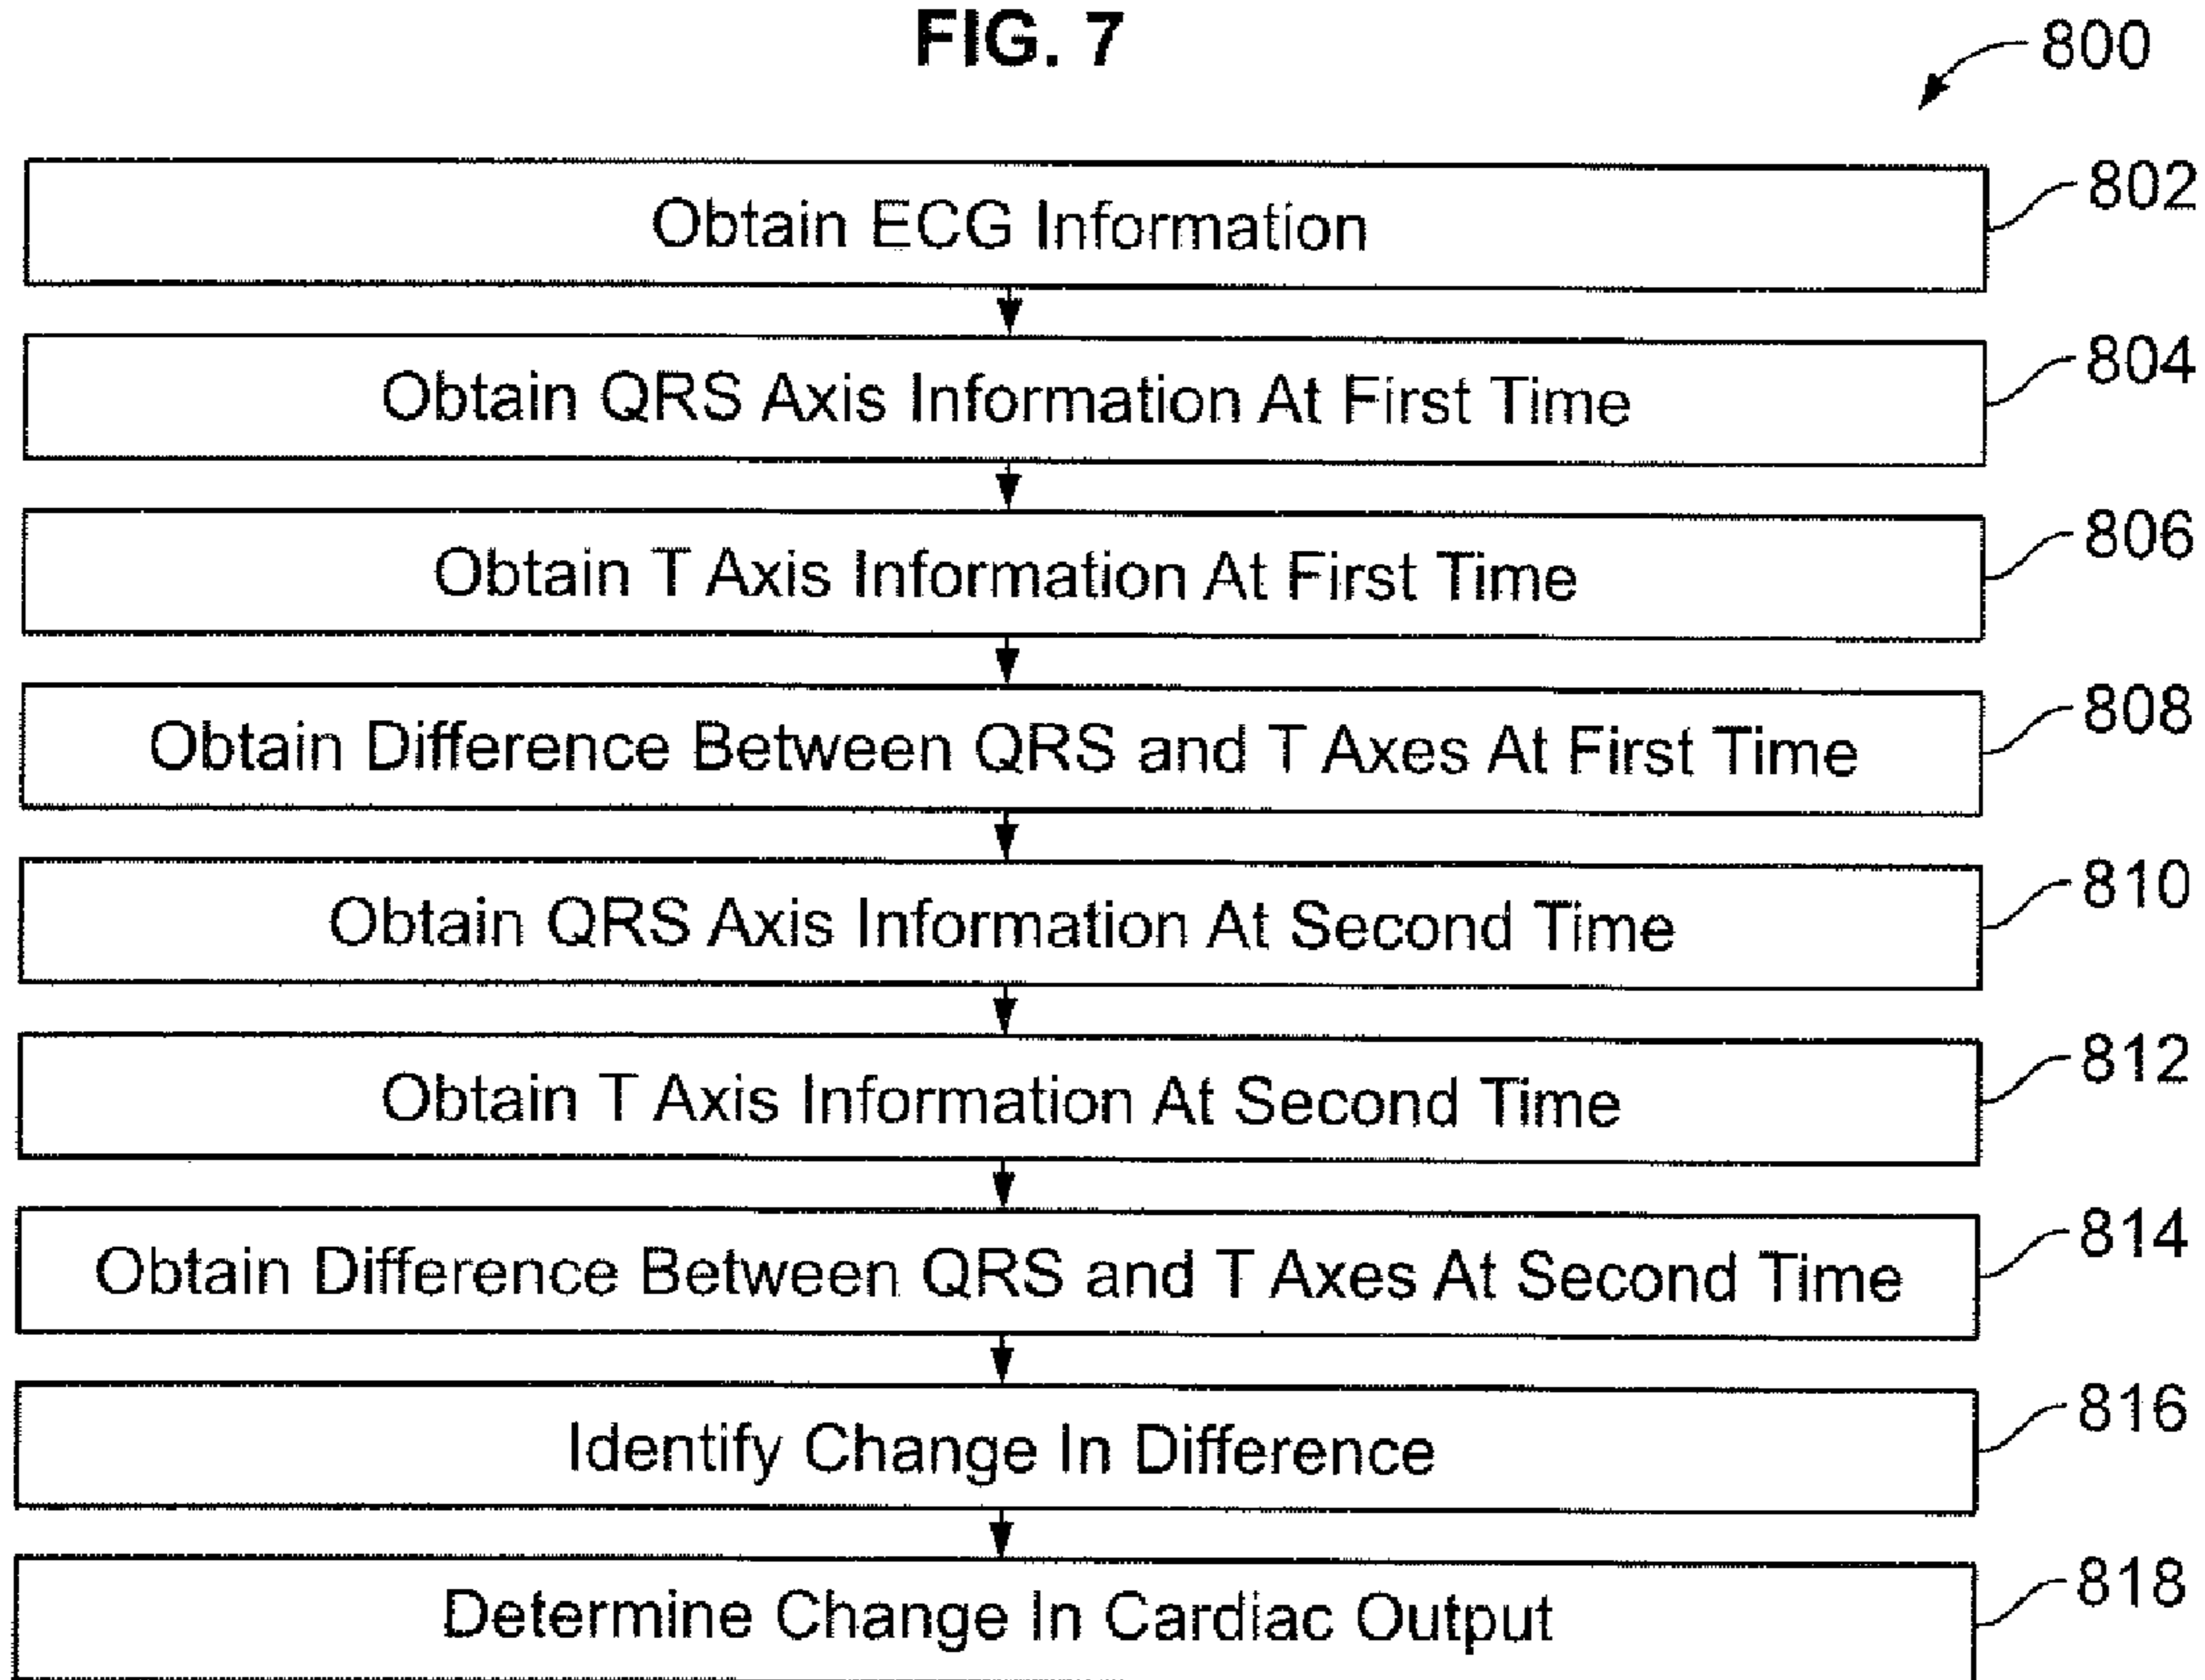 FIG. 7
800
Obtain ECG Information
802
Obtain QRS Axis Information At First Time
804
Obtain T Axis Information At First Time
806
Obtain Difference Between QRS and T Axes At First Time
808
Obtain QRS Axis Information At Second Time
810
Obtain T Axis Information At Second Time
812
Obtain Difference Between QRS and T Axes At Second Time
814
Identify Change In Difference
816
Determine Change In Cardiac Output
818